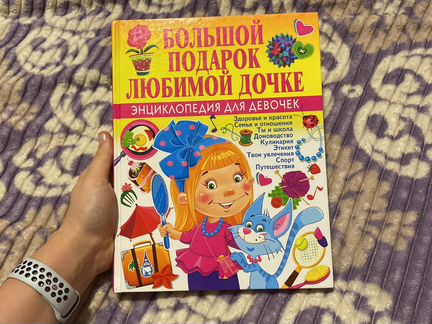 БОЛЬШОЙ
ПОДАРОК
ЛЮБИМОЙ ДОЧКЕ
ЭНЦИКЛОПЕДИЯ ДЛЯ ДЕВОЧЕК
Здоровье и красота
Семья и отношения
Ты и школа
Домоводство
Кулинария
Этикет
Твои увлечения
Спорт
Путешествия